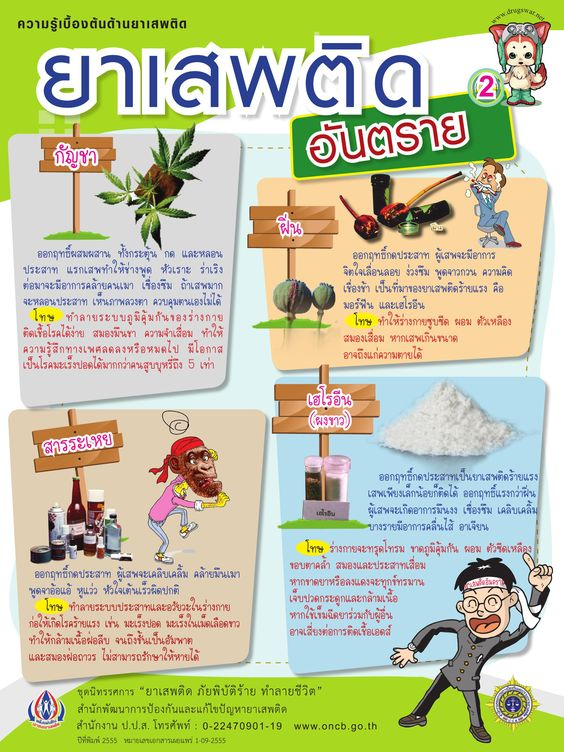 ความรู้เบื้องต้นด้านยาเสพติด
www.drugswar.net
ยาเสพติด
2
อันตราย
กัญชา
ออกฤทธิ์ผสมผสาน ทั้งกระตุ้น กด และหลอน
ประสาท แรกเสพทำให้ช่างพูด หัวเราะ ร่าเริง
ต่อมาจะมีอาการคล้ายคนเมา เชื่องซึม ถ้าเสพมาก
จะหลอนประสาท เห็นภาพลวงตา ควบคุมตนเองไม่ได้
โทษ ทำลายระบบภูมิคุ้มกันของร่างกาย
ติดเชื้อโรคได้ง่าย สมองมึนชา ความจำเสื่อม ทำให้
ความรู้สึกทางเพศลดลงหรือหมดไป มีโอกาส
เป็นโรคมะเร็งปอดได้มากกว่าคนสูบบุหรี่ถึง 5 เท่า
ฝิ่น
ออกฤทธิ์กดประสาท ผู้เสพจะมีอาการ
จิตใจเลื่อนลอย ง่วงซึม พูดจาวกวน ความคิด
เชื่องช้า เป็นที่มาของยาเสพติดร้ายแรง คือ
มอร์ฟีน และเฮโรอีน
โทษ ทำให้ร่างกายซูบซีด ผอม ตัวเหลือง
สมองเสื่อม หากเสพเกินขนาด
อาจถึงแก่ความตายได้
สารระเหย
ออกฤทธิ์กดประสาท ผู้เสพจะเคลิบเคลิ้ม คล้ายมึนเมา
พูดจาอ้อแอ้ หูแว่ว หัวใจเต้นเร็วผิดปกติ
โทษ ทำลายระบบประสาทและอวัยวะในร่างกาย
ก่อให้เกิดโรคร้ายแรง เช่น มะเร็งปอด มะเร็งในเม็ดเลือดขาว
ทำให้กล้ามเนื้อฝ่อลีบ จนถึงขั้นเป็นอัมพาต
และสมองฝ่อถาวร ไม่สามารถรักษาให้หายได้
เฮโรอีน
(ผงขาว)
เฮโรอีน
ออกฤทธิ์กดประสาทเป็นยาเสพติดร้ายแรง
เสพเพียงเล็กน้อยก็ติดได้ ออกฤทธิ์แรงกว่าฝิ่น
ผู้เสพจะเกิดอาการมึนงง เชื่องซึม เคลิบเคลิ้ม
บางรายมีอาการคลื่นไส้ อาเจียน
โทษ ร่างกายจะทรุดโทรม ขาดภูมิคุ้มกัน ผอม ตัวซีดเหลือง
ขอบตาคล้ำ สมองและประสาทเสื่อม
หากขาดยาหรือลงแดงจะทุกข์ทรมาน
เจ็บปวดกระดูกและกล้ามเนื้อ
หากใช้เข็มฉีดยาร่วมกับผู้อื่น
อาจเสี่ยงต่อการติดเชื้อเอดส์
ชุดนิทรรศการ "ยาเสพติด ภัยพิบัติร้าย ทำลายชีวิต"
สำนักพัฒนาการป้องกันและแก้ไขปัญหายาเสพติด
สำนักงาน ป.ป.ส. โทรศัพท์ : 0-22470901-19 www.oncb.go.th
ปีที่พิมพ์ 2555 หมายเลขเอกสารเผยแพร่ 1-09-2555